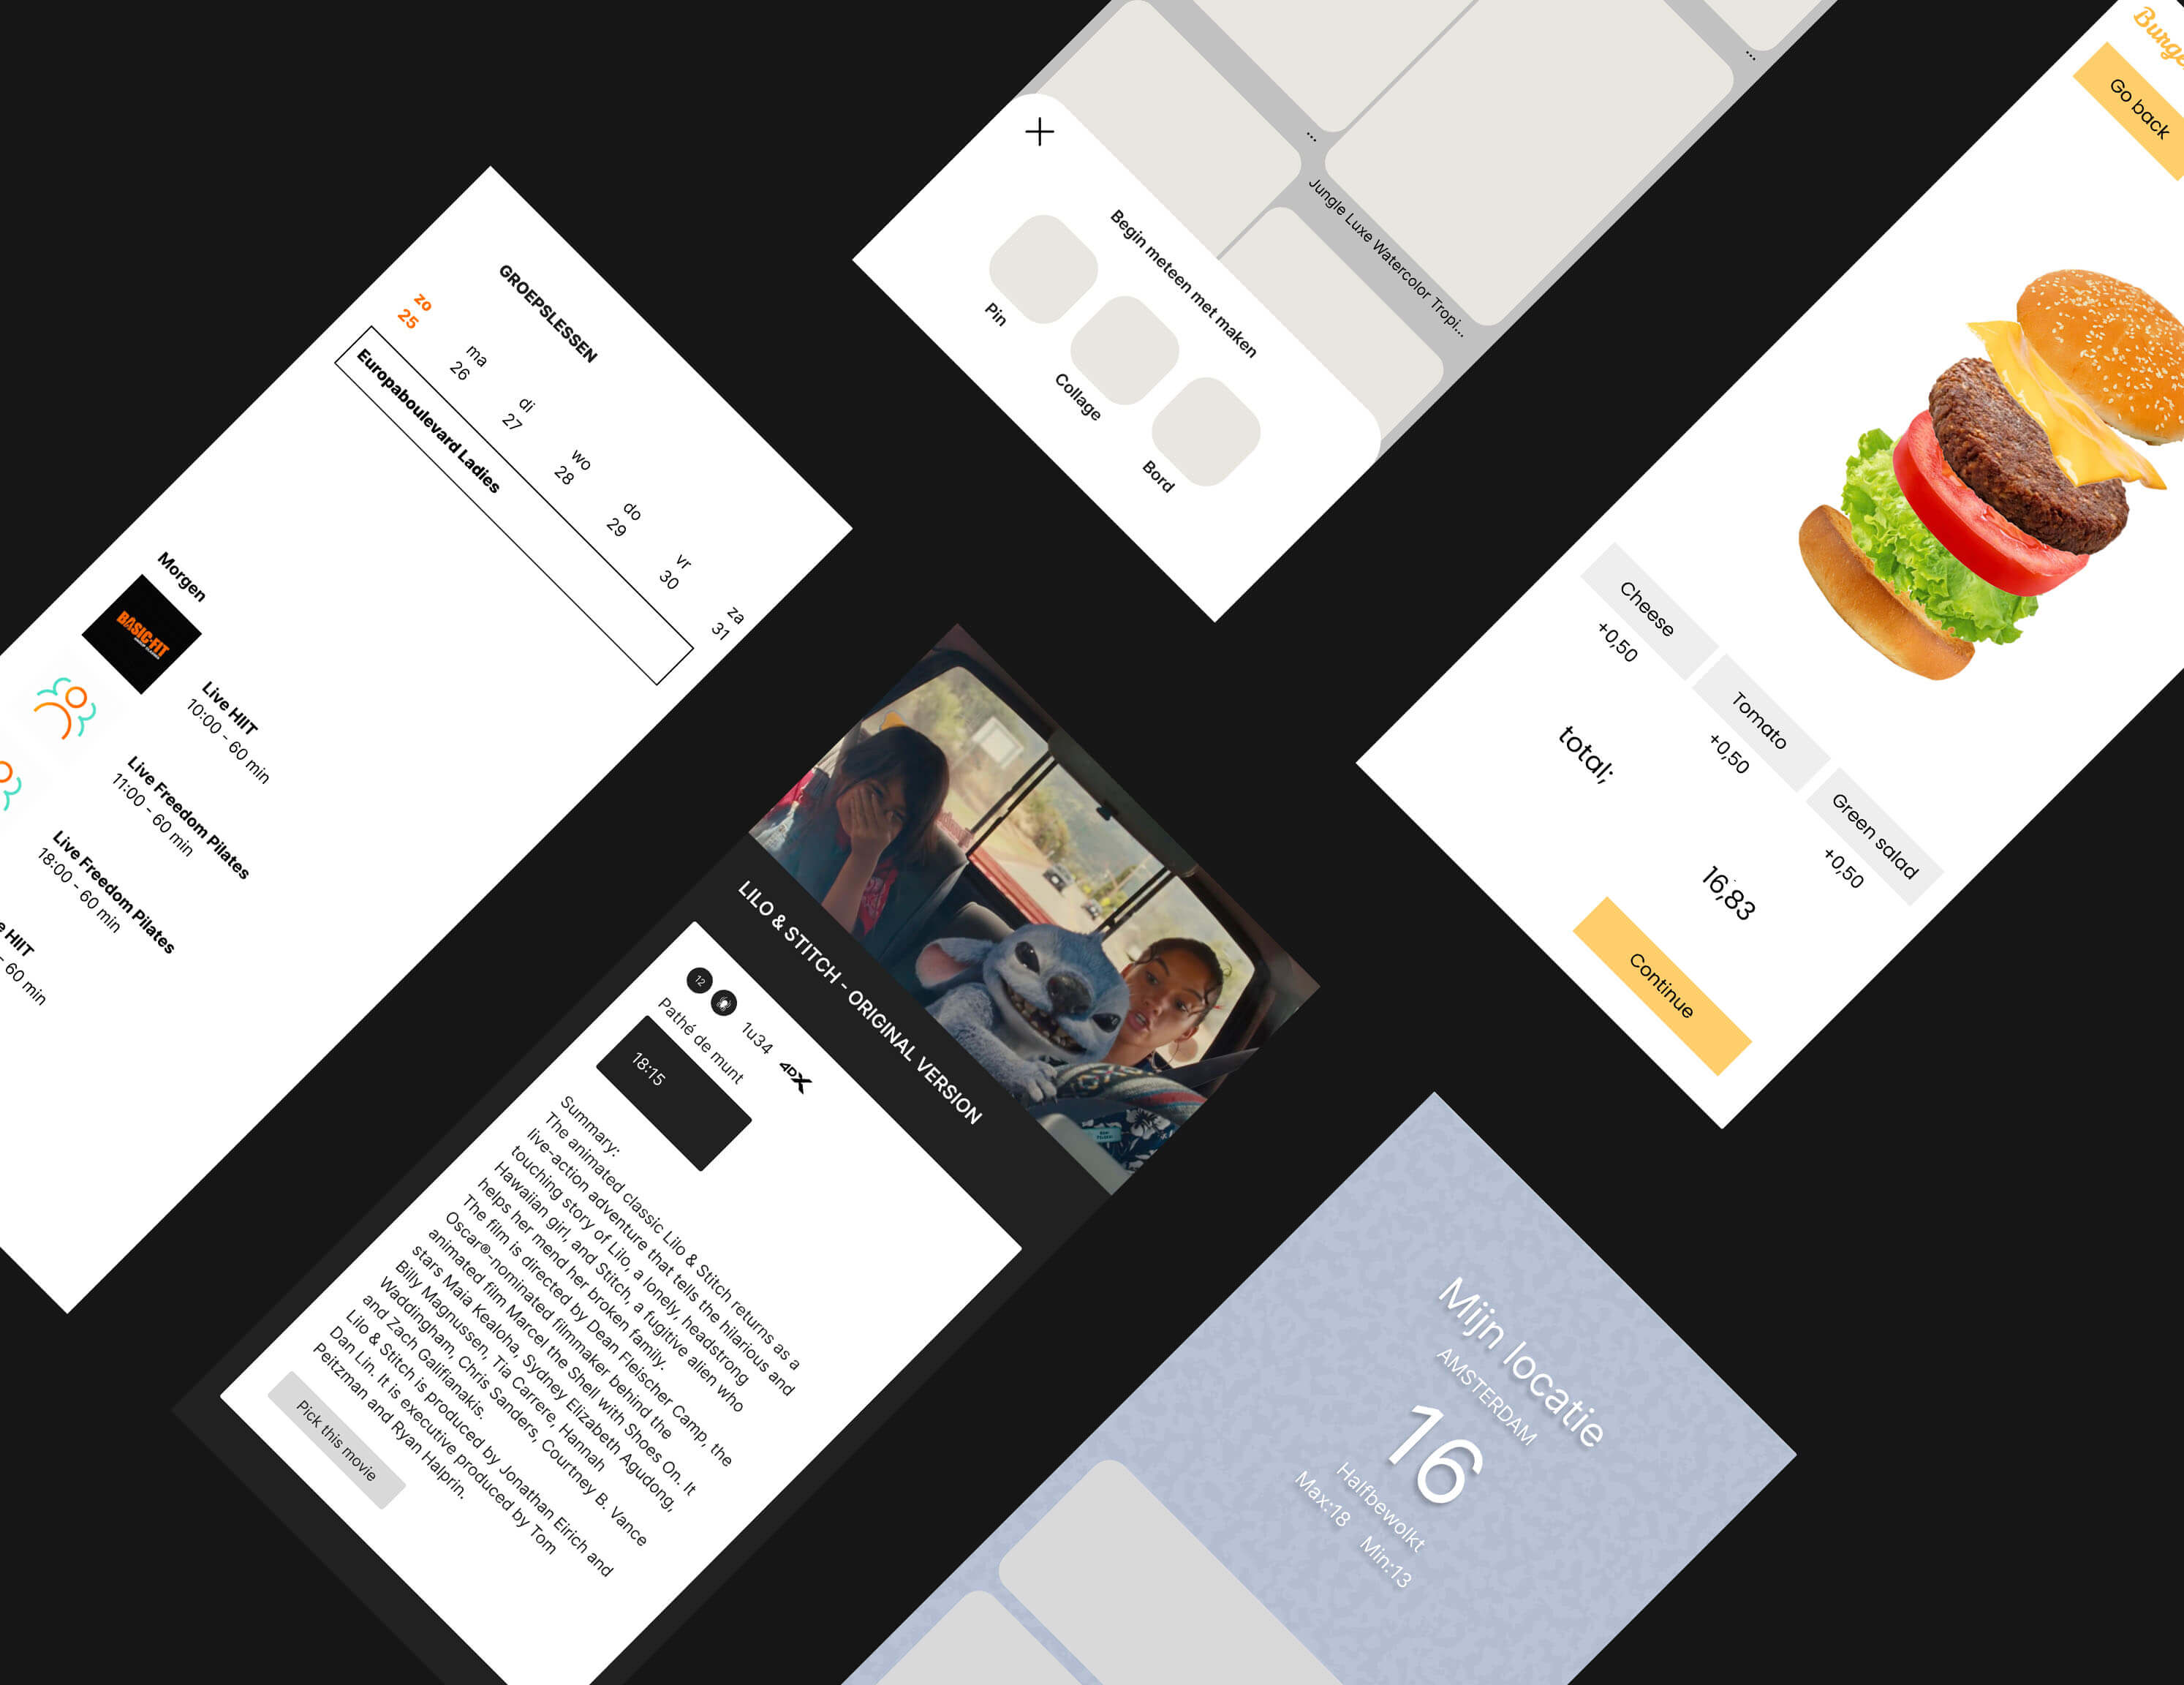 GROEPSLESSEN
zo
25
ma
26
di
27
wo
28
do
29
vr
30
za
31
Europaboulevard Ladies
Morgen
BASIC-FIT
Live HIIT
10:00 - 60 min
Live Freedom Pilates
11:00 - 60 min
Live Freedom Pilates
18:00 - 60 min
HIIT
- 60 min
...
...
Jungle Luxe Watercolor Tropi...
Begin meteen met maken
Pin
Collage
Bord
Go back
Cheese
+0,50
Tomato
+0,50
Green salad
+0,50
total;
16,83
Continue
LILO & STITCH - ORIGINAL VERSION
12
1u34
4DX
Pathé de munt
18:15
Summary:
The animated classic Lilo & Stitch returns as a
live-action adventure that tells the hilarious and
touching story of Lilo, a lonely, headstrong
Hawaiian girl, and Stitch, a fugitive alien who
helps her mend her broken family.
The film is directed by Dean Fleischer Camp, the
Oscar®-nominated filmmaker behind the
animated film Marcel the Shell with Shoes On. It
stars Maia Kealoha, Sydney Elizabeth Agudong,
Billy Magnussen, Tia Carrere, Hannah
Waddingham, Chris Sanders, Courtney B. Vance
and Zach Galifianakis.
Lilo & Stitch is produced by Jonathan Eirich and
Dan Lin. It is executive produced by Tom
Peitzman and Ryan Halprin.
Pick this movie
Mijn locatie
AMSTERDAM
16
Halfbewolkt
Max:18 Min:13